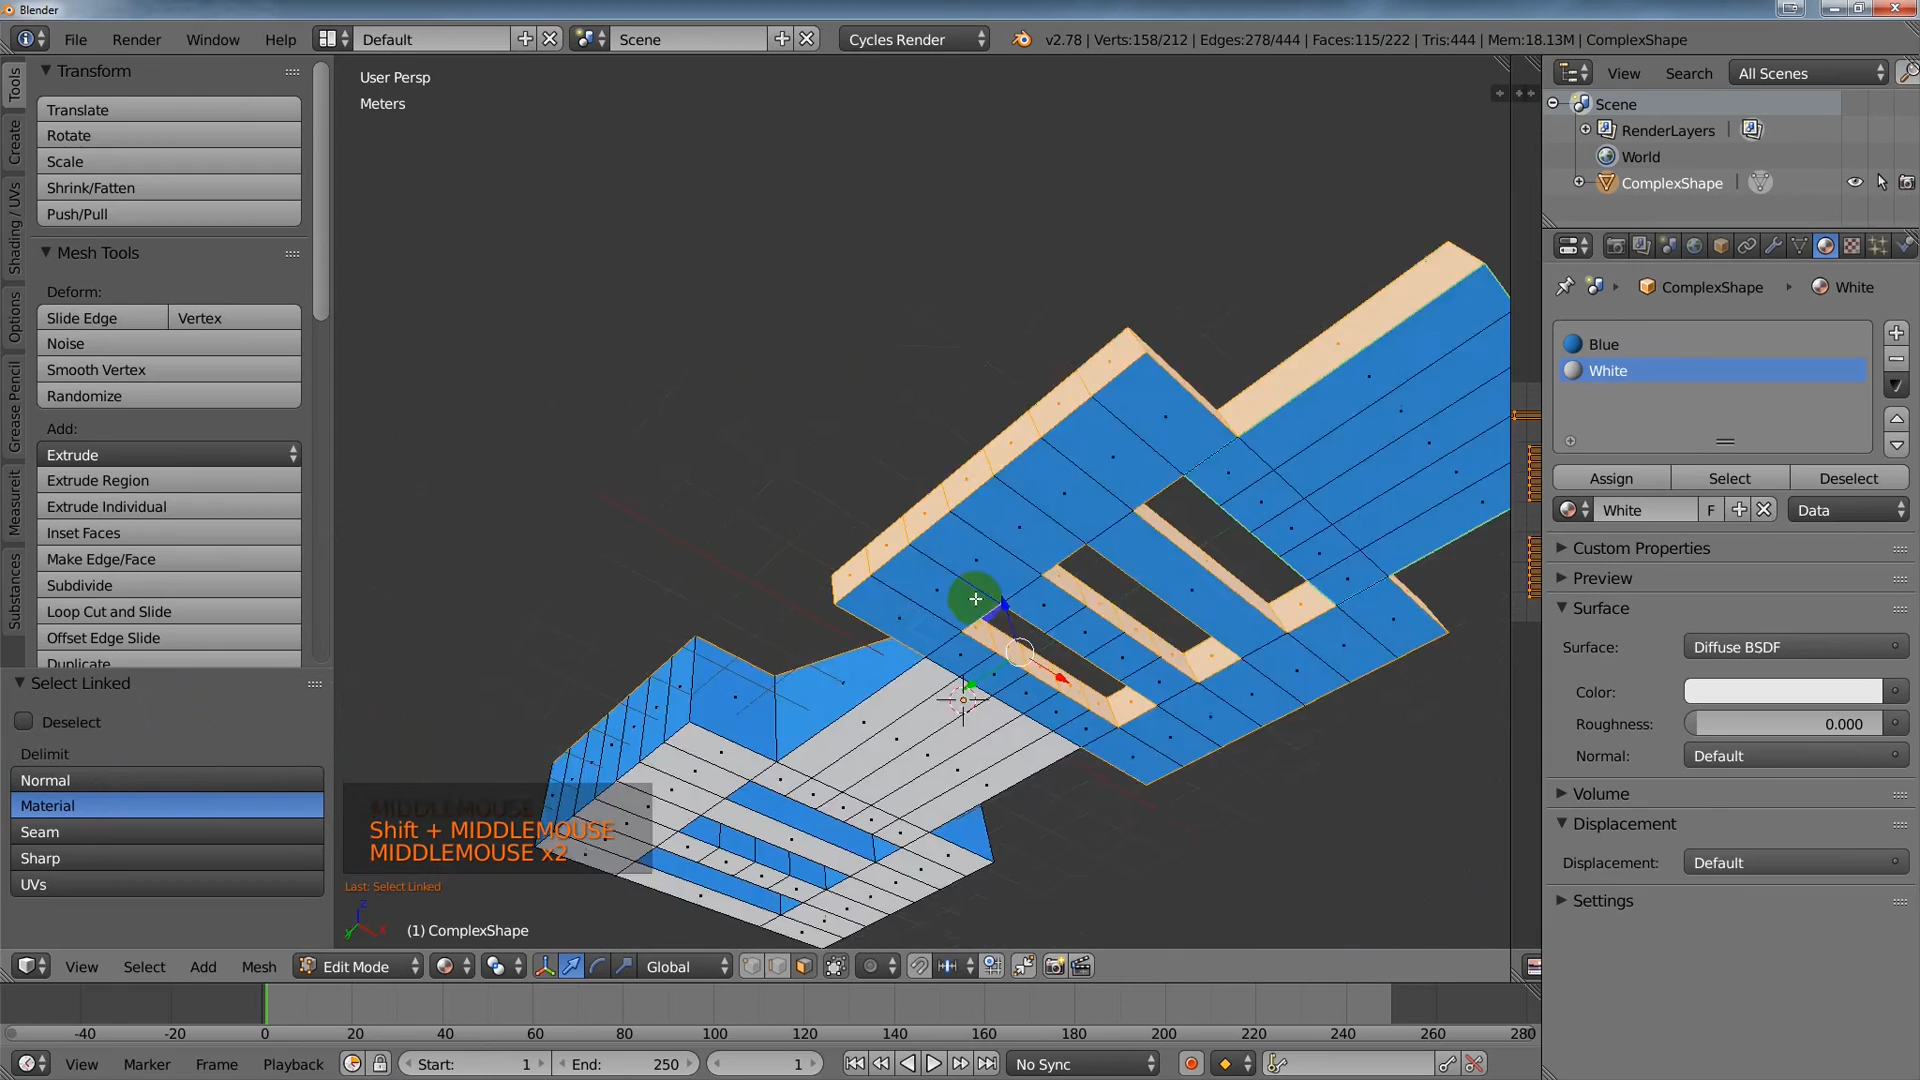 Blender
File Render Window Help Default Scene Cycles Render v2.78 | Verts:158/212 | Edges:278/444 | Faces:115/222 | Tris:444 | Mem:18.13M | ComplexShape
Tools
Create
Shading / UVs
Options
Grease Pencil
Measureit
Substances
Transform
Translate
Rotate
Scale
Shrink/Fatten
Push/Pull
Mesh Tools
Deform:
Slide Edge Vertex
Noise
Smooth Vertex
Randomize
Add:
Extrude
Extrude Region
Extrude Individual
Inset Faces
Make Edge/Face
Subdivide
Loop Cut and Slide
Offset Edge Slide
Duplicate
Select Linked
Deselect
Delimit
Normal
Material
Seam
Sharp
UVs
User Persp
Meters
MIDDLEMOUSE
Shift + MIDDLEMOUSE
MIDDLEMOUSE x2
Last: Select Linked
z
x
y
(1) ComplexShape
View Select Add Mesh Edit Mode Global
View Search All Scenes
Scene
RenderLayers
World
ComplexShape
ComplexShape White
Blue
White
Assign Select Deselect
White F Data
Custom Properties
Preview
Surface
Surface: Diffuse BSDF
Color:
Roughness: 0.000
Normal: Default
Volume
Displacement
Displacement: Default
Settings
-40 -20 0 20 40 60 80 100 120 140 160 180 200 220 240 260 280
View Marker Frame Playback Start: 1 End: 250 1 No Sync